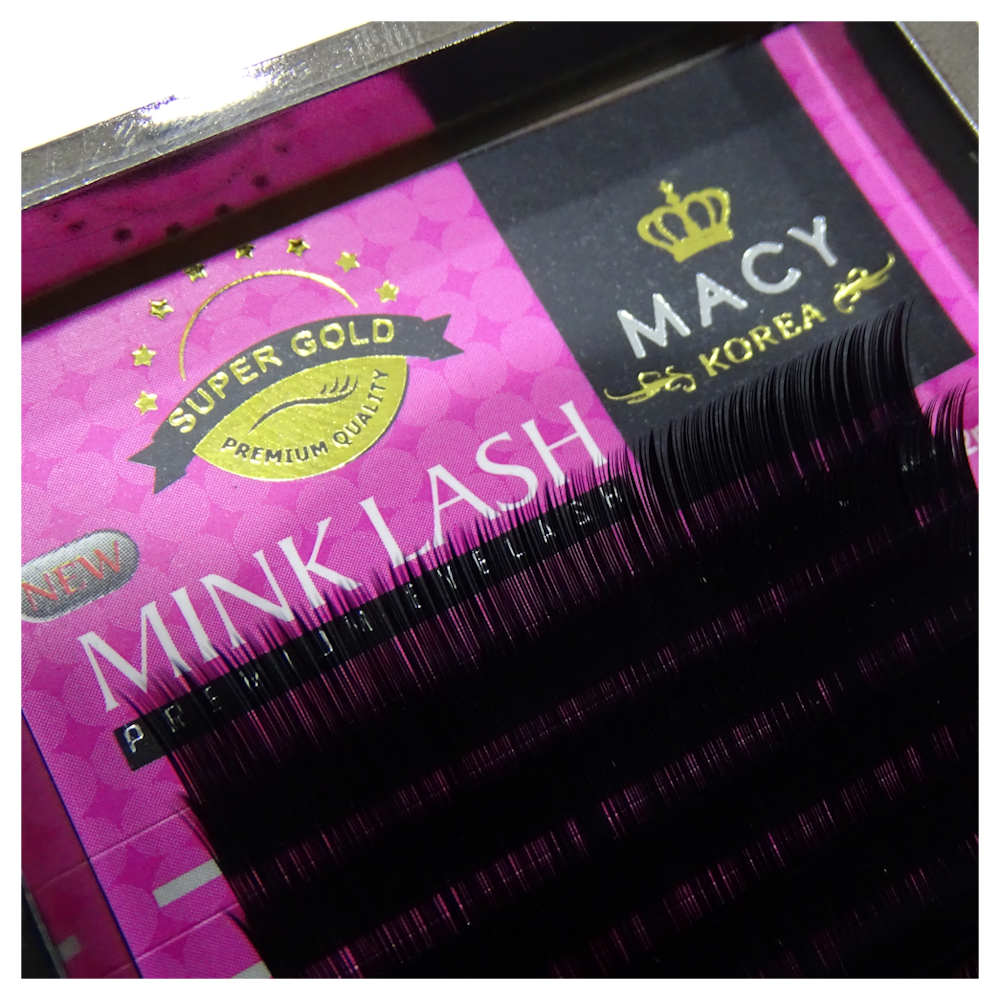 MACY
KOREA
SUPER GOLD
PREMIUM QUALITY
NEW
MINK LASH
PREMIUM EYELASH